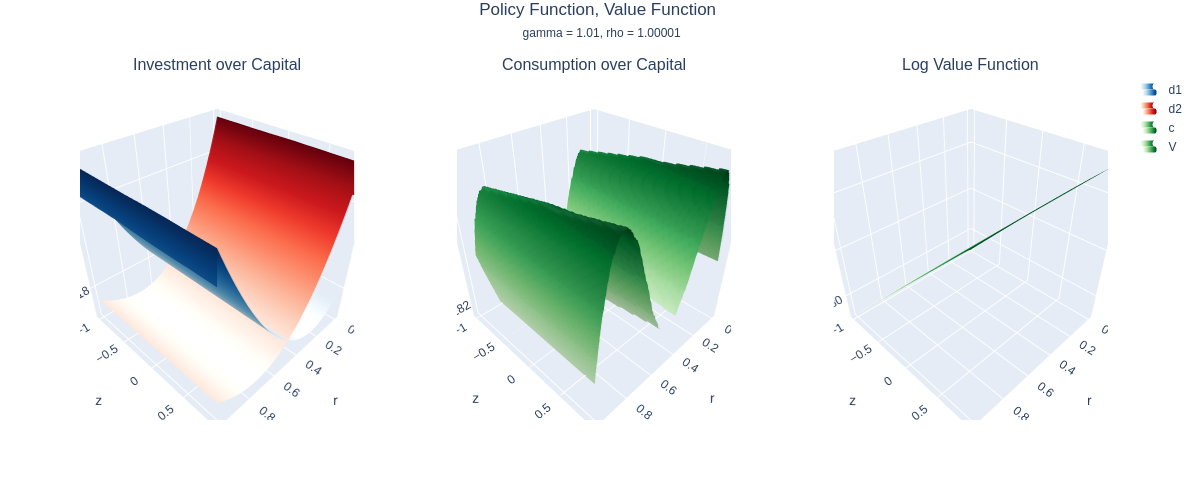 Policy Function, Value Function
gamma = 1.01, rho = 1.00001
Investment over Capital
Consumption over Capital
Log Value Function
d1
d2
c
V
−1
−0.5
0
0.5
z
0
0.2
0.4
0.6
0.8
r
−1
−0.5
0
0.5
z
0
0.2
0.4
0.6
0.8
r
−1
−0.5
0
0.5
z
0
0.2
0.4
0.6
0.8
r